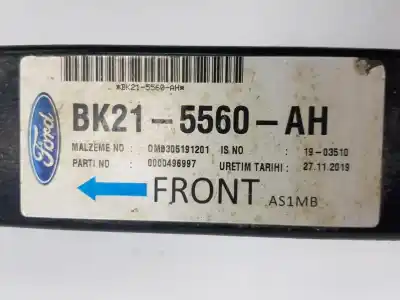 *BK21-5560-AH*
Ford
BK21-5560-AH
MALZEME NO : OMB305191201 IS NO : 19-03510
PARTI NO : 0000496997 URETIM TARIHI : 27.11.2019
FRONT AS1MB